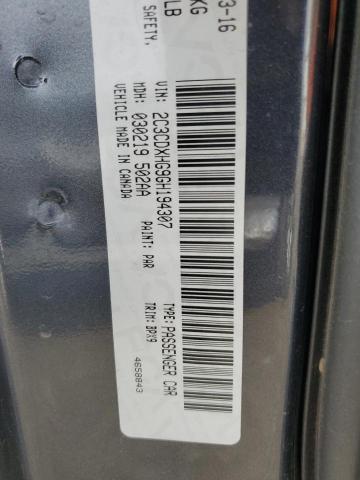 3-16
KG
LB
SAFETY,
VIN: 2C3CDXHG9GH194307
TYPE: PASSENGER CAR
MDH: 030219 502AA
PAINT: PAR
TRIM: BPX9
VEHICLE MADE IN CANADA
4658843